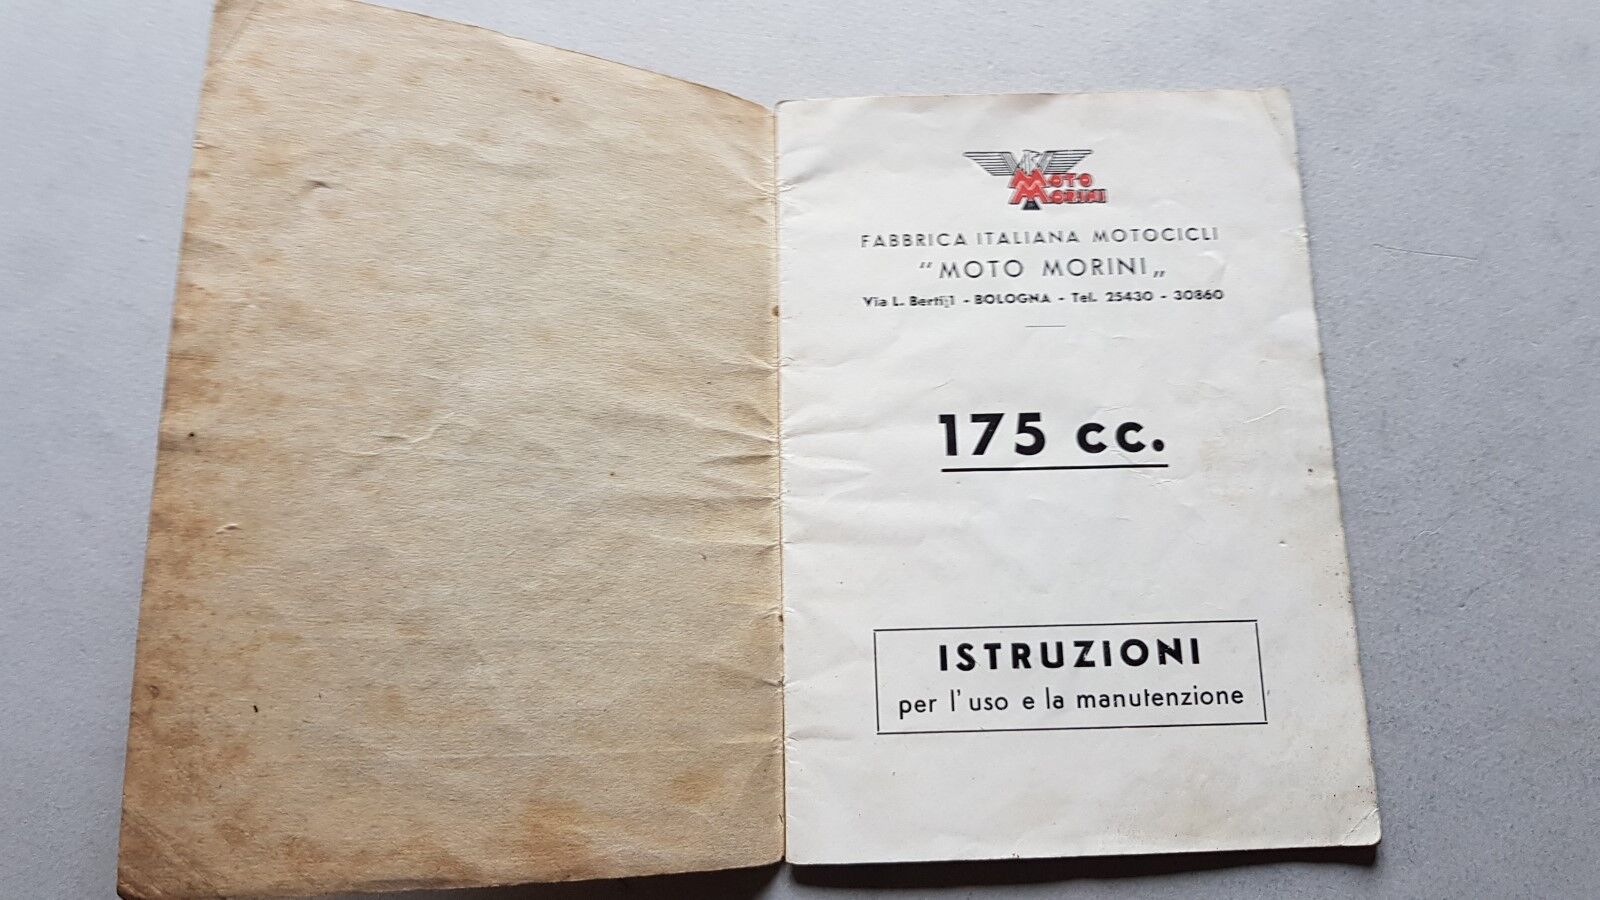 MOTO
MORINI
FABBRICA ITALIANA MOTOCICLI
"MOTO MORINI„
Via L. Berti, 1 - BOLOGNA - Tel. 25430 - 30860
175 cc.
ISTRUZIONI
per l'uso e la manutenzione